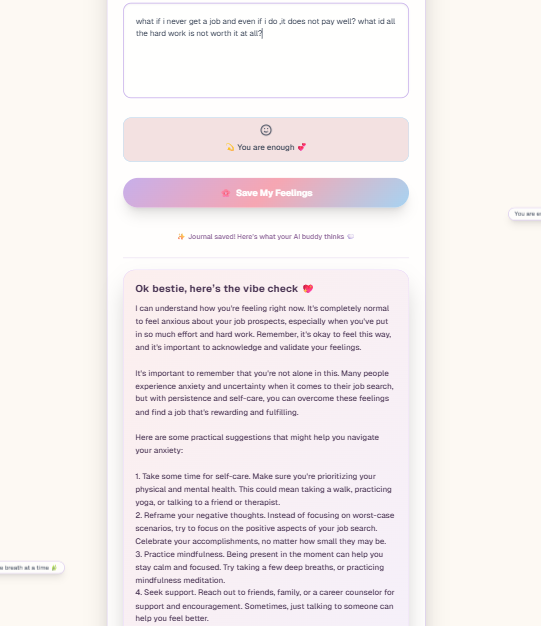 what if i never get a job and even if i do ,it does not pay well? what id all
the hard work is not worth it at all?
💫 You are enough 💕
🌸 Save My Feelings
You are e
✨ Journal saved! Here's what your AI buddy thinks 💭
Ok bestie, here's the vibe check 💖
I can understand how you're feeling right now. It's completely normal
to feel anxious about your job prospects, especially when you've put
in so much effort and hard work. Remember, it's okay to feel this way,
and it's important to acknowledge and validate your feelings.
It's important to remember that you're not alone in this. Many people
experience anxiety and uncertainty when it comes to their job search,
but with persistence and self-care, you can overcome these feelings
and find a job that's rewarding and fulfilling.
Here are some practical suggestions that might help you navigate
your anxiety:
1. Take some time for self-care. Make sure you're prioritizing your
physical and mental health. This could mean taking a walk, practicing
yoga, or talking to a friend or therapist.
2. Reframe your negative thoughts. Instead of focusing on worst-case
scenarios, try to focus on the positive aspects of your job search.
Celebrate your accomplishments, no matter how small they may be.
3. Practice mindfulness. Being present in the moment can help you
stay calm and focused. Try taking a few deep breaths, or practicing
mindfulness meditation.
e breath at a time 🌿
4. Seek support. Reach out to friends, family, or a career counselor for
support and encouragement. Sometimes, just talking to someone can
help you feel better.